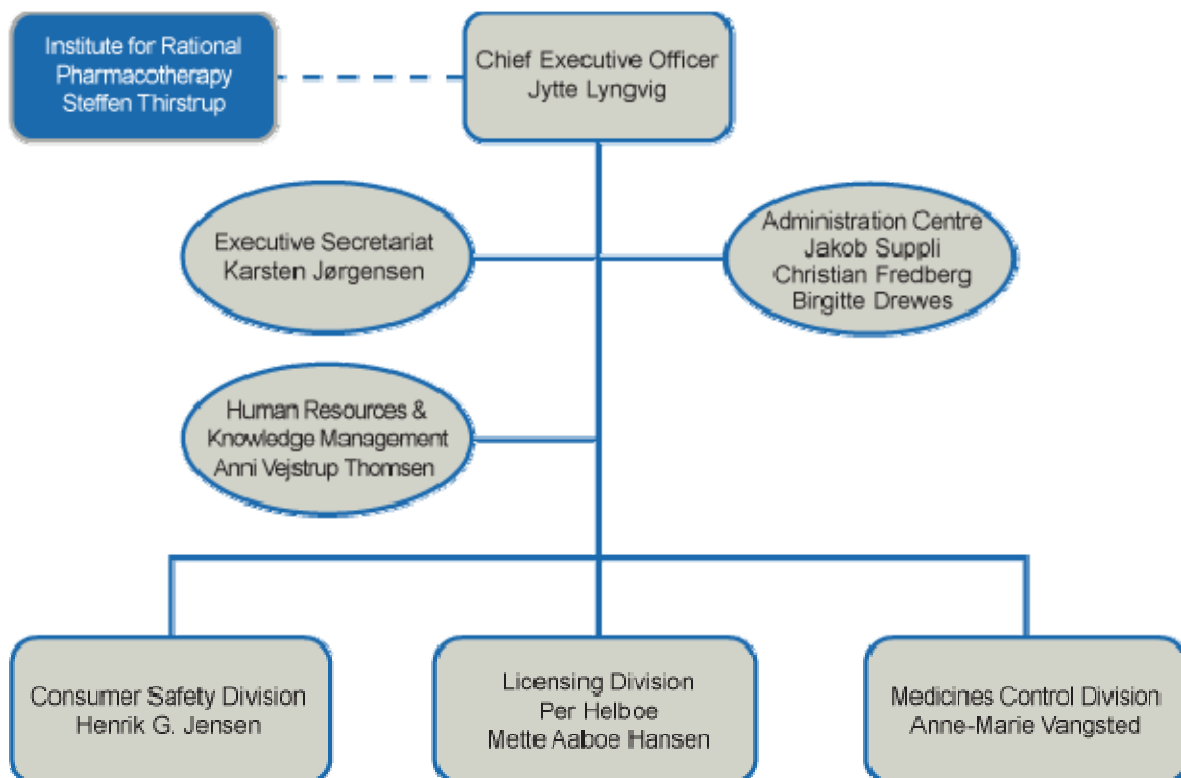 Institute for Rational
Pharmacotherapy
Steffen Thirstrup
Chief Executive Officer
Jytte Lyngvig
Executive Secretariat
Karsten Jørgensen
Administration Centre
Jakob Suppli
Christian Fredberg
Birgitte Drewes
Human Resources &
Knowledge Management
Anni Vejstrup Thomsen
Consumer Safety Division
Henrik G. Jensen
Licensing Division
Per Helboe
Mette Aaboe Hansen
Medicines Control Division
Anne-Marie Vangsted